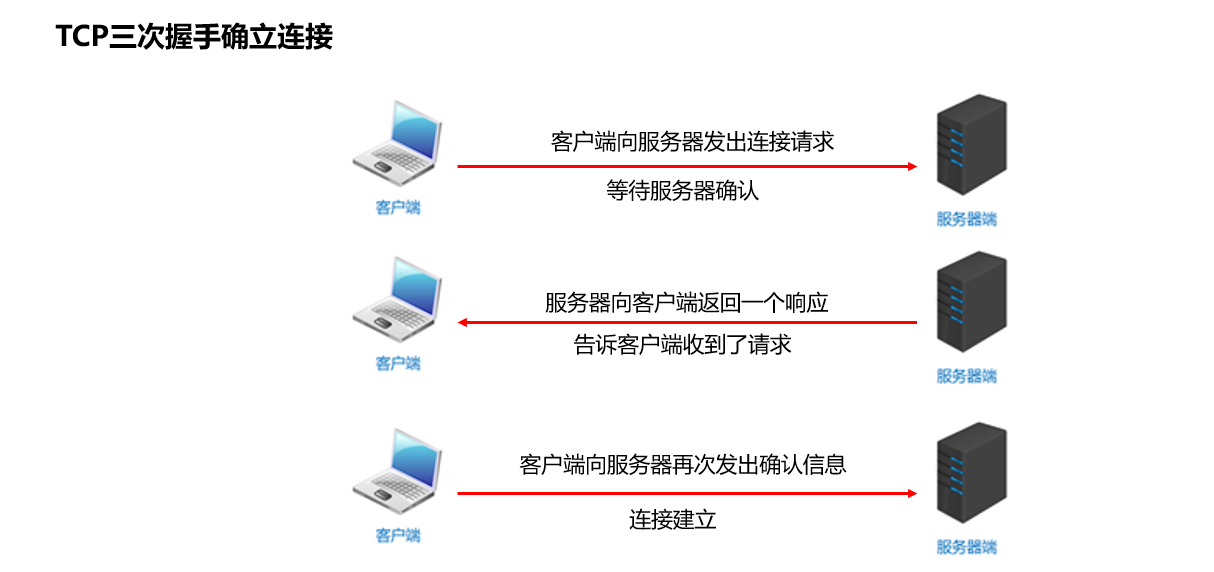 TCP三次握手确立连接
客户端向服务器发出连接请求
等待服务器确认
客户端
服务器端
服务器向客户端返回一个响应
告诉客户端收到了请求
客户端
服务器端
客户端向服务器再次发出确认信息
连接建立
客户端
服务器端